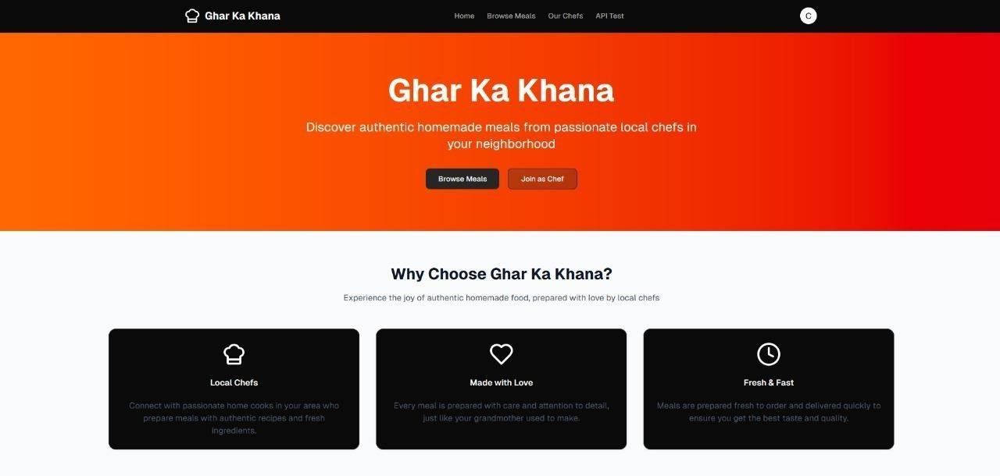 Ghar Ka Khana
Home Browse Meals Our Chefs API Test
C
Ghar Ka Khana
Discover authentic homemade meals from passionate local chefs in
your neighborhood
Browse Meals Join as Chef
Why Choose Ghar Ka Khana?
Experience the joy of authentic homemade food, prepared with love by local chefs
Local Chefs
Connect with passionate home cooks in your area who
prepare meals with authentic recipes and fresh
ingredients.
Made with Love
Every meal is prepared with care and attention to detail,
just like your grandmother used to make.
Fresh & Fast
Meals are prepared fresh to order and delivered quickly to
ensure you get the best taste and quality.